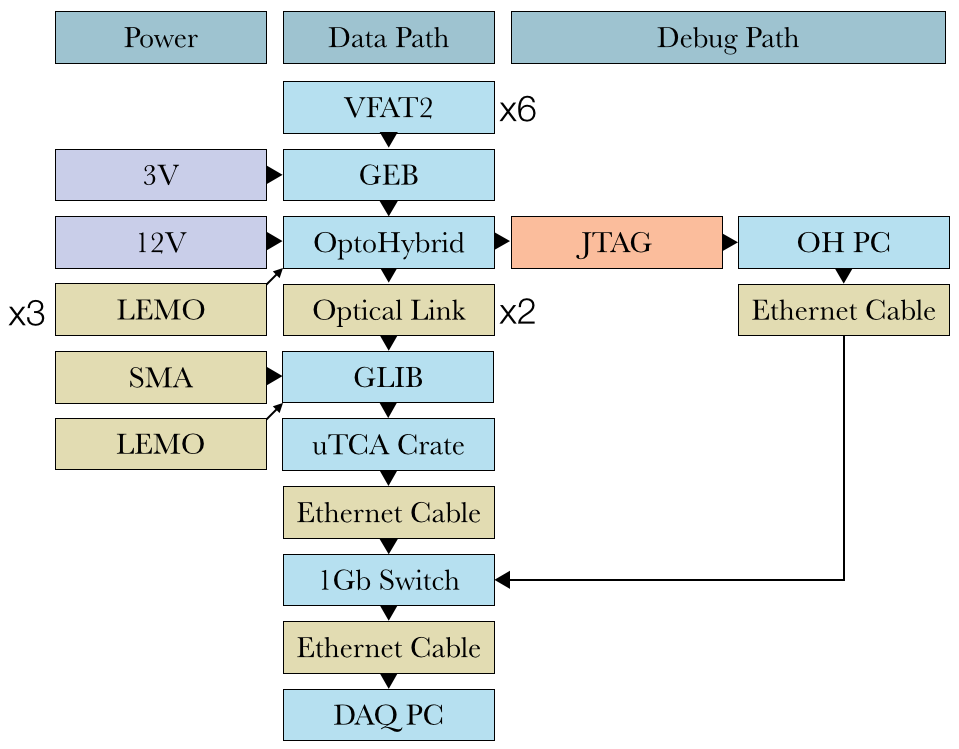 Power
Data Path
Debug Path
VFAT2
x6
3V
GEB
12V
OptoHybrid
JTAG
OH PC
x3
LEMO
Optical Link
x2
Ethernet Cable
SMA
GLIB
LEMO
uTCA Crate
Ethernet Cable
1Gb Switch
Ethernet Cable
DAQ PC